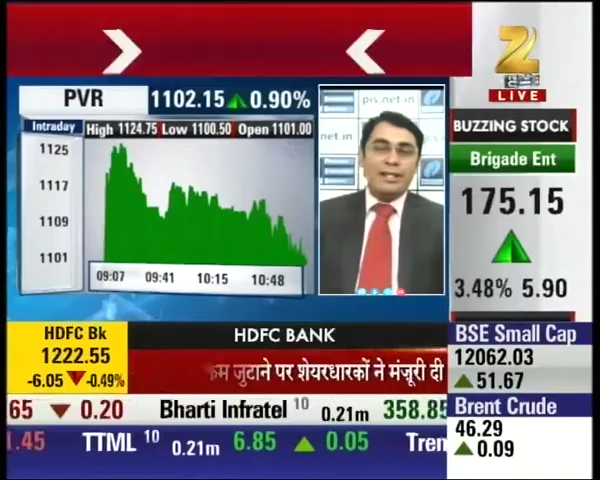 LIVE
PVR 1102.15 0.90%
Intraday High 1124.75 Low 1100.50 Open 1101.00
1125
1117
1109
1101
09:07 09:41 10:15 10:48
pis.net.in
net.in
BUZZING STOCK
Brigade Ent
175.15
3.48% 5.90
HDFC Bk
1222.55
-6.05 -0.49%
HDFC BANK
जुटाने पर शेयरधारकों ने मंजूरी दी
BSE Small Cap
12062.03
51.67
Brent Crude
46.29
0.09
65 0.20 Bharti Infratel 10 0.21m 358.85
1.45 TTML 10 0.21m 6.85 0.05 Tren